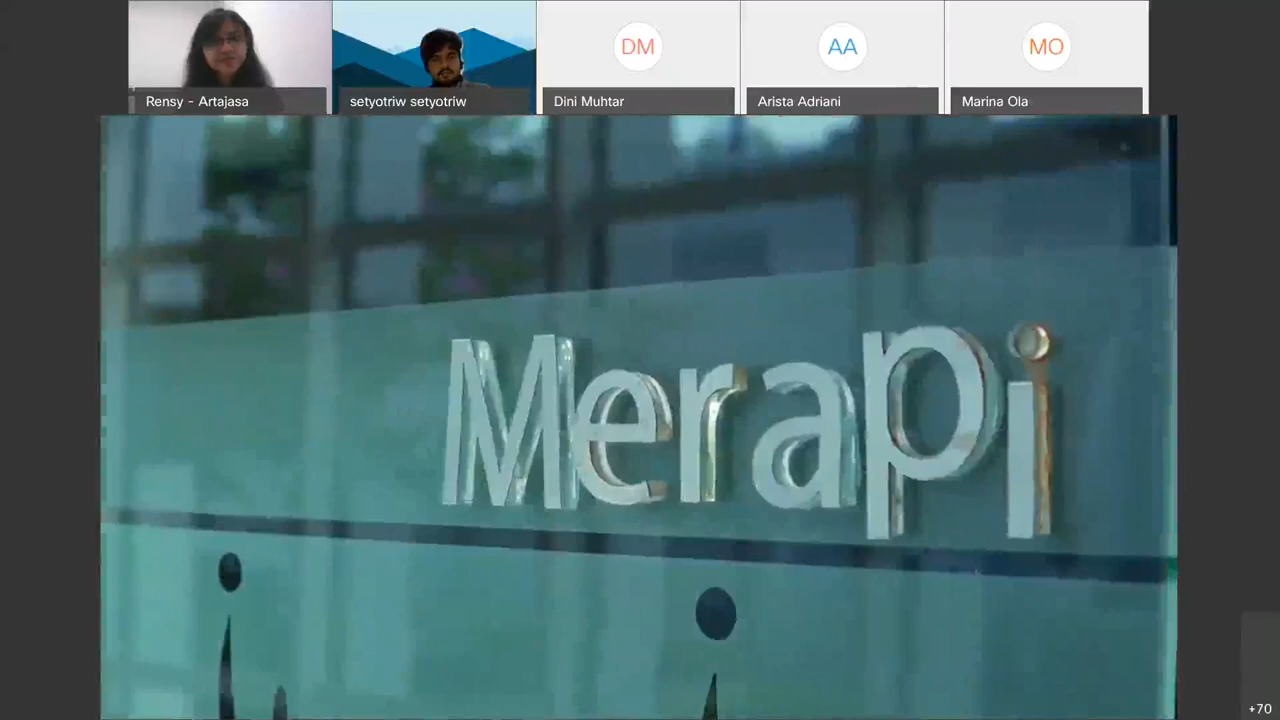 DM
AA
MO
Rensy - Artajasa
setyotriw setyotriw
Dini Muhtar
Arista Adriani
Marina Ola
Merapi
+70